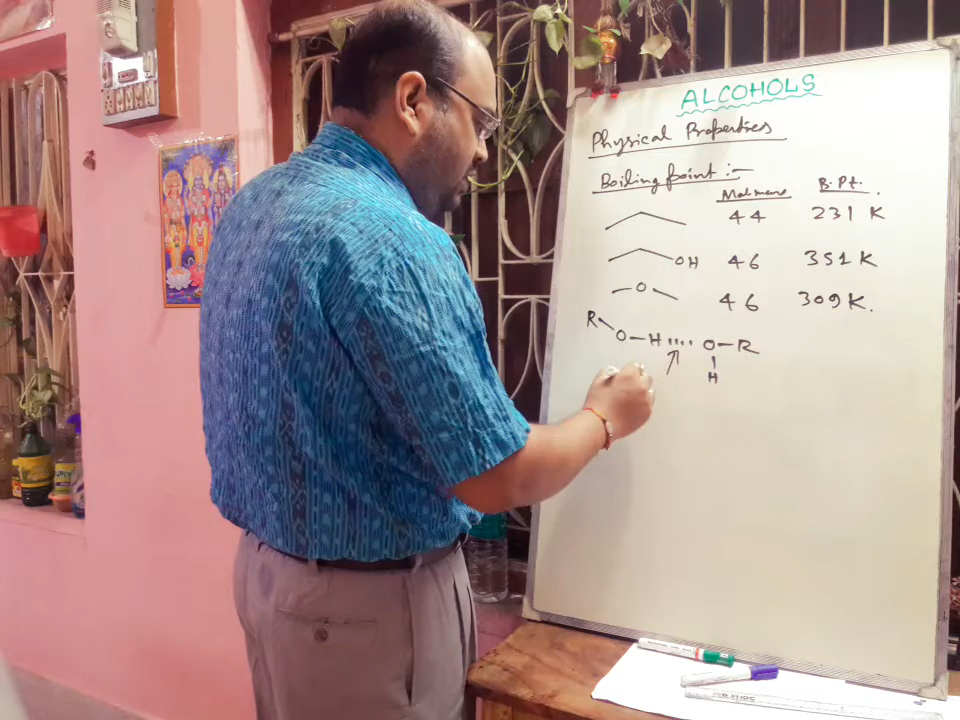 ALCOHOLS
Physical Properties
Boiling point :-
Mol mass B.Pt.
44 231 K
OH 46 351 K
O 46 309 K.
R
O-H .... O-R
H